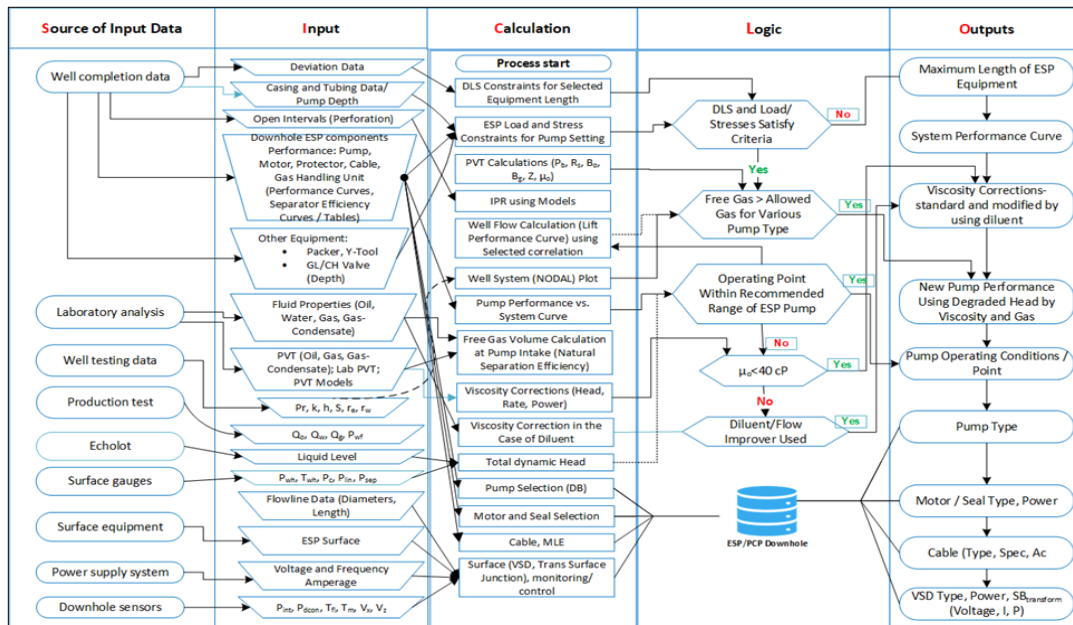 Source of Input Data
Input
Calculation
Logic
Outputs
Well completion data
Laboratory analysis
Well testing data
Production test
Echolot
Surface gauges
Surface equipment
Power supply system
Downhole sensors
Deviation Data
Casing and Tubing Data/
Pump Depth
Open Intervals (Perforation)
Downhole ESP components
Performance: Pump,
Motor, Protector, Cable,
Gas Handling Unit
(Performance Curves,
Separator Efficiency
Curves / Tables)
Other Equipment:
• Packer, Y-Tool
• GL/CH Valve
(Depth)
Fluid Properties (Oil,
Water, Gas, Gas-
Condensate)
PVT (Oil, Gas, Gas-
Condensate); Lab PVT;
PVT Models
Pr, k, h, S, re, rw
Qo, Qw, Qg, Pwf
Liquid Level
Pwh, Twh, Pc, Plin, Psep
Flowline Data (Diameters,
Length)
ESP Surface
Voltage and Frequency
Amperage
Pint, Pdcon, Tfl, Tm, Vx, Vz
Process start
DLS Constraints for Selected
Equipment Length
ESP Load and Stress
Constraints for Pump Setting
PVT Calculations (Pb, Rs, Bo,
Bg, Z, μo)
IPR using Models
Well Flow Calculation (Lift
Performance Curve) using
Selected correlation
Well System (NODAL) Plot
Pump Performance vs.
System Curve
Free Gas Volume Calculation
at Pump Intake (Natural
Separation Efficiency)
Viscosity Corrections (Head,
Rate, Power)
Viscosity Correction in the
Case of Diluent
Total dynamic Head
Pump Selection (DB)
Motor and Seal Selection
Cable, MLE
Surface (VSD, Trans Surface
Junction), monitoring/
control
DLS and Load/
Stresses Satisfy
Criteria
No
Yes
Free Gas > Allowed
Gas for Various
Pump Type
Yes
Operating Point
Within Recommended
Range of ESP Pump
Yes
No
μo<40 cP
Yes
No
Diluent/Flow
Improver Used
Yes
ESP/PCP Downhole
Maximum Length of ESP
Equipment
System Performance Curve
Viscosity Corrections-
standard and modified by
using diluent
New Pump Performance
Using Degraded Head by
Viscosity and Gas
Pump Operating Conditions /
Point
Pump Type
Motor / Seal Type, Power
Cable (Type, Spec, Ac
VSD Type, Power, SBtransform
(Voltage, I, P)